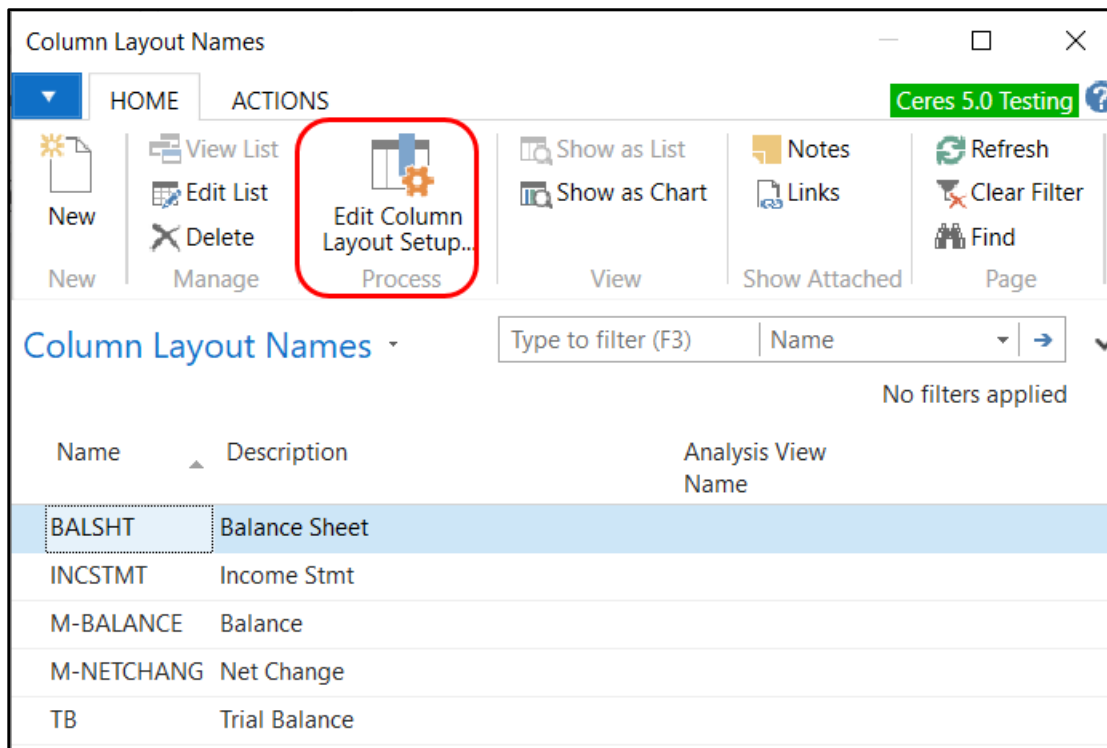 Column Layout Names
HOME ACTIONS Ceres 5.0 Testing ?
New
View List
Edit List
Delete
Edit Column
Layout Setup...
Show as List
Show as Chart
Notes
Links
Refresh
Clear Filter
Find
New Manage Process View Show Attached Page
Column Layout Names Type to filter (F3) Name
No filters applied
Name Description Analysis View
Name
BALSHT Balance Sheet
INCSTMT Income Stmt
M-BALANCE Balance
M-NETCHANG Net Change
TB Trial Balance